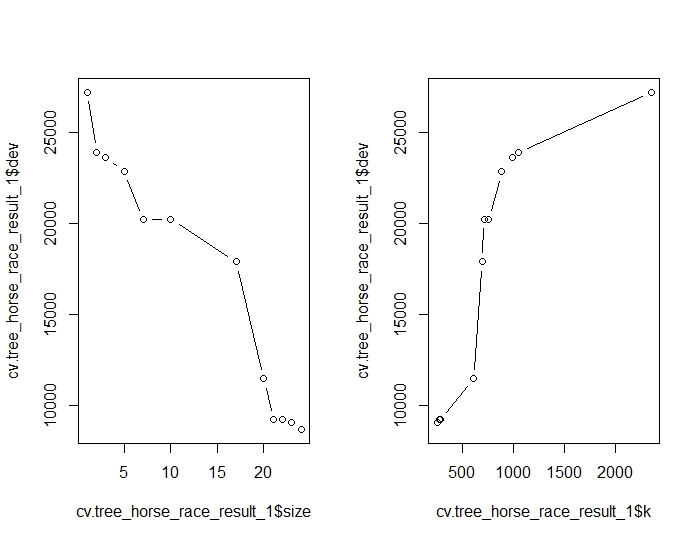 cv.tree_horse_race_result_1$dev
25000
20000
15000
10000
5 10 15 20
cv.tree_horse_race_result_1$size
cv.tree_horse_race_result_1$dev
25000
20000
15000
10000
500 1000 1500 2000
cv.tree_horse_race_result_1$k